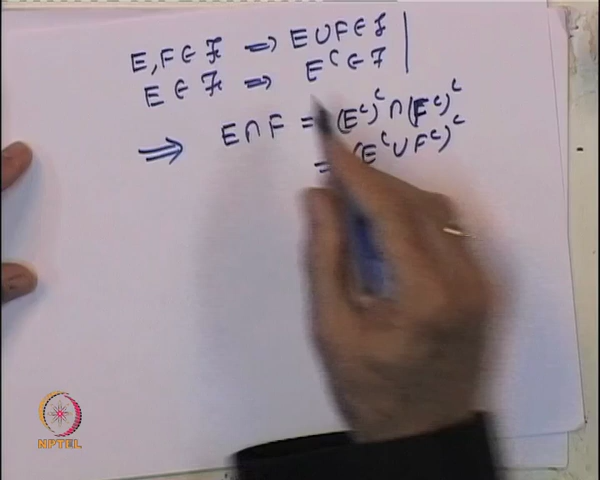 E, F ∈ F ⟹ E ∪ F ∈ F
E ∈ F ⟹ E^c ∈ F
⟹ E ∩ F = (E^c)^c ∩ (F^c)^c
= (E^c ∪ F^c)^c
NPTEL